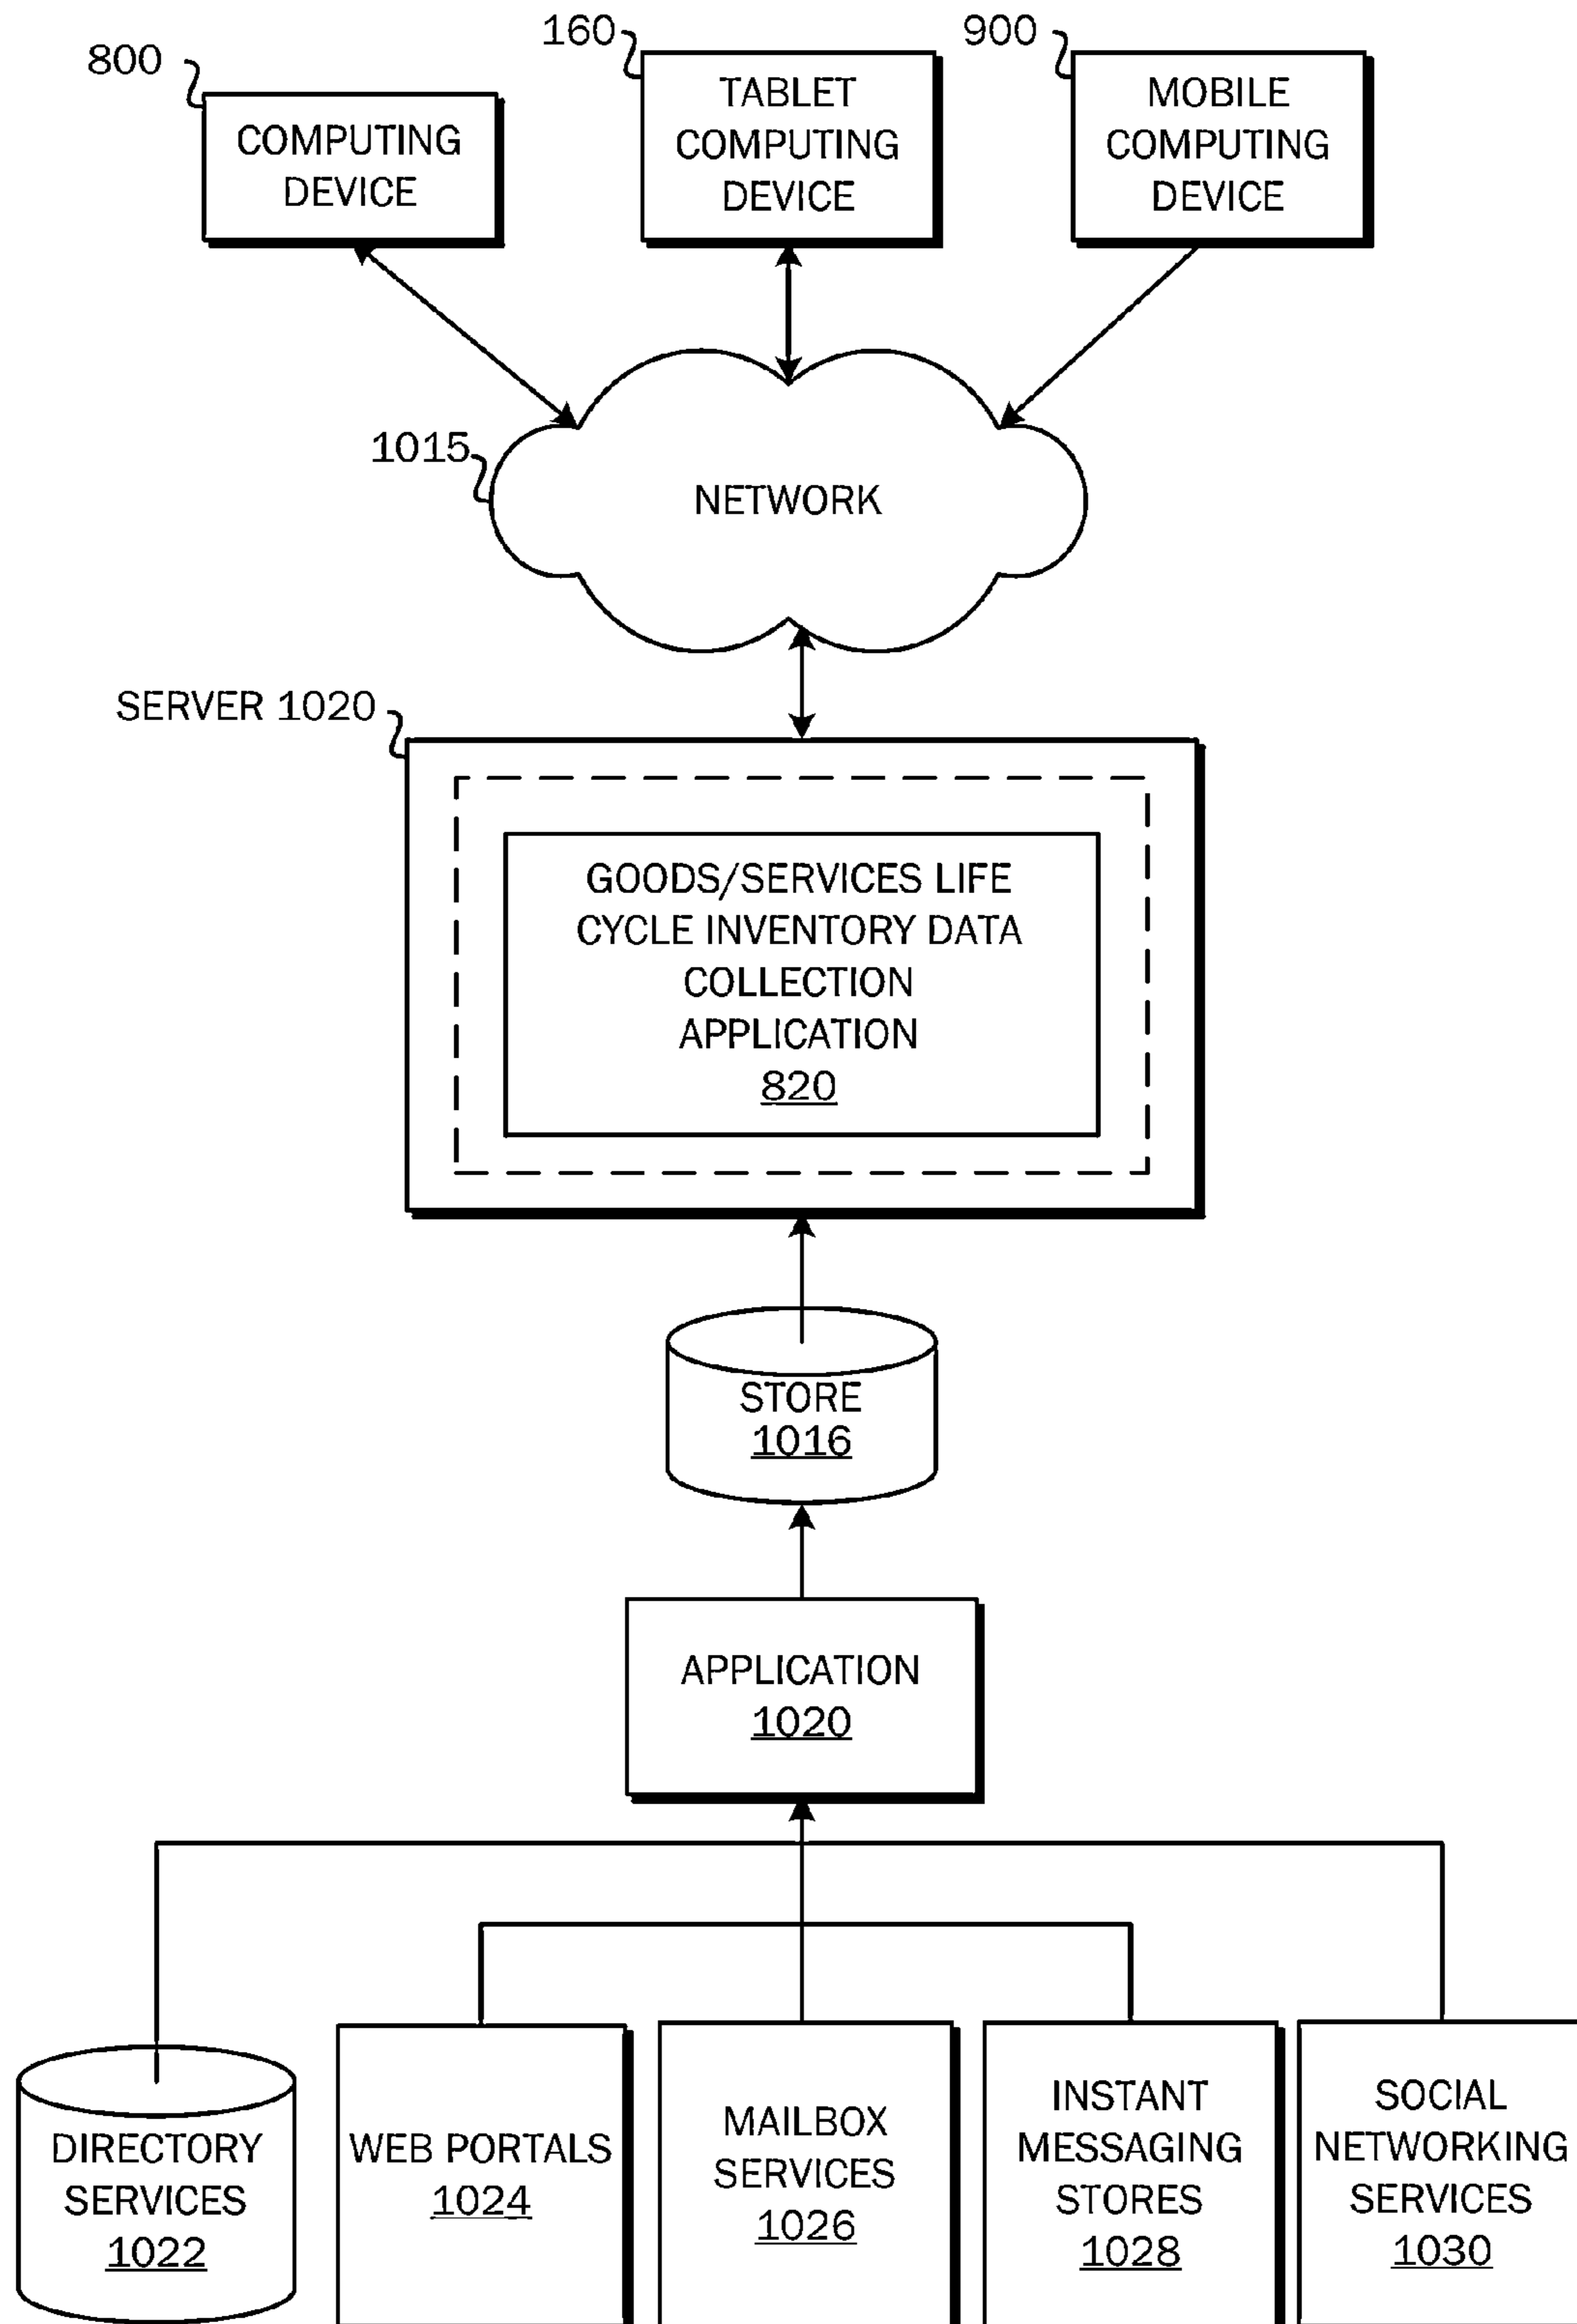 800
COMPUTING
DEVICE
160
TABLET
COMPUTING
DEVICE
900
MOBILE
COMPUTING
DEVICE
1015
NETWORK
SERVER 1020
GOODS/SERVICES LIFE
CYCLE INVENTORY DATA
COLLECTION
APPLICATION
820
STORE
1016
APPLICATION
1020
DIRECTORY
SERVICES
1022
WEB PORTALS
1024
MAILBOX
SERVICES
1026
INSTANT
MESSAGING
STORES
1028
SOCIAL
NETWORKING
SERVICES
1030